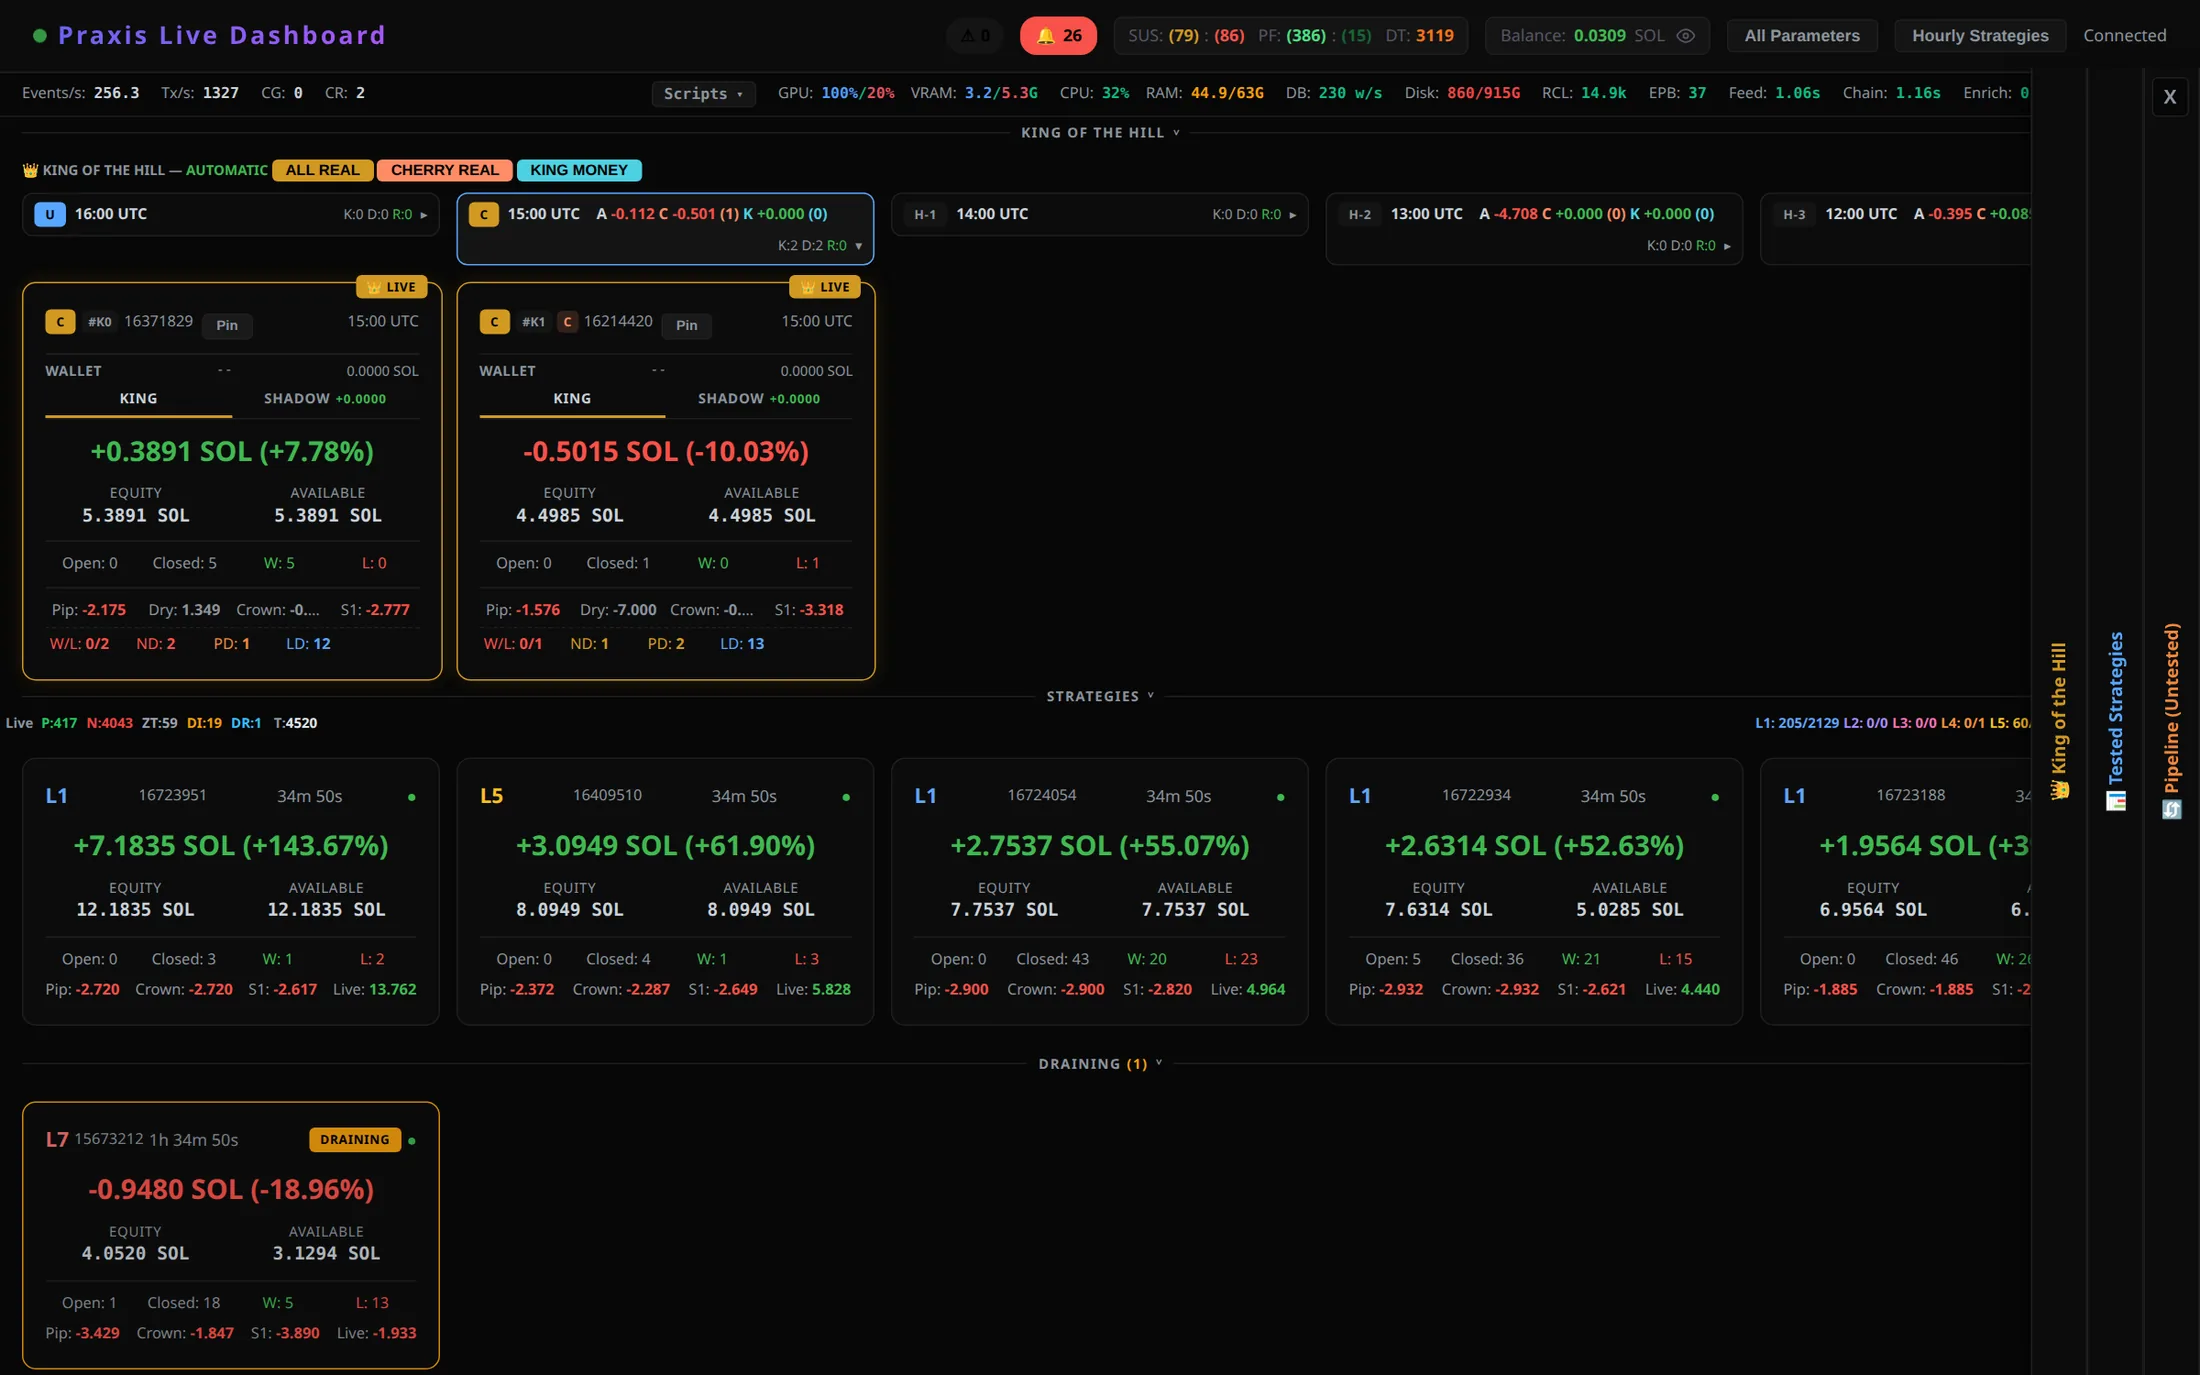 Praxis Live Dashboard
⚠ 0
🔔 26
SUS: (79) : (86) PF: (386) : (15) DT: 3119
Balance: 0.0309 SOL
All Parameters
Hourly Strategies
Connected
Events/s: 256.3 Tx/s: 1327 CG: 0 CR: 2
Scripts ▾
GPU: 100%/20% VRAM: 3.2/5.3G CPU: 32% RAM: 44.9/63G DB: 230 w/s Disk: 860/915G RCL: 14.9k EPB: 37 Feed: 1.06s Chain: 1.16s Enrich: 0
X
KING OF THE HILL ˅
👑 KING OF THE HILL — AUTOMATIC ALL REAL CHERRY REAL KING MONEY
U 16:00 UTC K:0 D:0 R:0 ▸
C 15:00 UTC A -0.112 C -0.501 (1) K +0.000 (0)
K:2 D:2 R:0 ▾
H-1 14:00 UTC K:0 D:0 R:0 ▸
H-2 13:00 UTC A -4.708 C +0.000 (0) K +0.000 (0)
K:0 D:0 R:0 ▸
H-3 12:00 UTC A -0.395 C +0.08
👑 LIVE
C #K0 16371829 Pin 15:00 UTC
WALLET -- 0.0000 SOL
KING SHADOW +0.0000
+0.3891 SOL (+7.78%)
EQUITY AVAILABLE
5.3891 SOL 5.3891 SOL
Open: 0 Closed: 5 W: 5 L: 0
Pip: -2.175 Dry: 1.349 Crown: -0.... S1: -2.777
W/L: 0/2 ND: 2 PD: 1 LD: 12
👑 LIVE
C #K1 C 16214420 Pin 15:00 UTC
WALLET -- 0.0000 SOL
KING SHADOW +0.0000
-0.5015 SOL (-10.03%)
EQUITY AVAILABLE
4.4985 SOL 4.4985 SOL
Open: 0 Closed: 1 W: 0 L: 1
Pip: -1.576 Dry: -7.000 Crown: -0.... S1: -3.318
W/L: 0/1 ND: 1 PD: 2 LD: 13
STRATEGIES ˅
Live P:417 N:4043 ZT:59 DI:19 DR:1 T:4520
L1: 205/2129 L2: 0/0 L3: 0/0 L4: 0/1 L5: 60
L1 16723951 34m 50s
+7.1835 SOL (+143.67%)
EQUITY AVAILABLE
12.1835 SOL 12.1835 SOL
Open: 0 Closed: 3 W: 1 L: 2
Pip: -2.720 Crown: -2.720 S1: -2.617 Live: 13.762
L5 16409510 34m 50s
+3.0949 SOL (+61.90%)
EQUITY AVAILABLE
8.0949 SOL 8.0949 SOL
Open: 0 Closed: 4 W: 1 L: 3
Pip: -2.372 Crown: -2.287 S1: -2.649 Live: 5.828
L1 16724054 34m 50s
+2.7537 SOL (+55.07%)
EQUITY AVAILABLE
7.7537 SOL 7.7537 SOL
Open: 0 Closed: 43 W: 20 L: 23
Pip: -2.900 Crown: -2.900 S1: -2.820 Live: 4.964
L1 16722934 34m 50s
+2.6314 SOL (+52.63%)
EQUITY AVAILABLE
7.6314 SOL 5.0285 SOL
Open: 5 Closed: 36 W: 21 L: 15
Pip: -2.932 Crown: -2.932 S1: -2.621 Live: 4.440
L1 16723188 34
+1.9564 SOL (+3
EQUITY
6.9564 SOL 6.
Open: 0 Closed: 46 W: 2
Pip: -1.885 Crown: -1.885 S1: -2
DRAINING (1) ˅
L7 15673212 1h 34m 50s DRAINING
-0.9480 SOL (-18.96%)
EQUITY AVAILABLE
4.0520 SOL 3.1294 SOL
Open: 1 Closed: 18 W: 5 L: 13
Pip: -3.429 Crown: -1.847 S1: -3.890 Live: -1.933
👑 King of the Hill
📊 Tested Strategies
🔄 Pipeline (Untested)